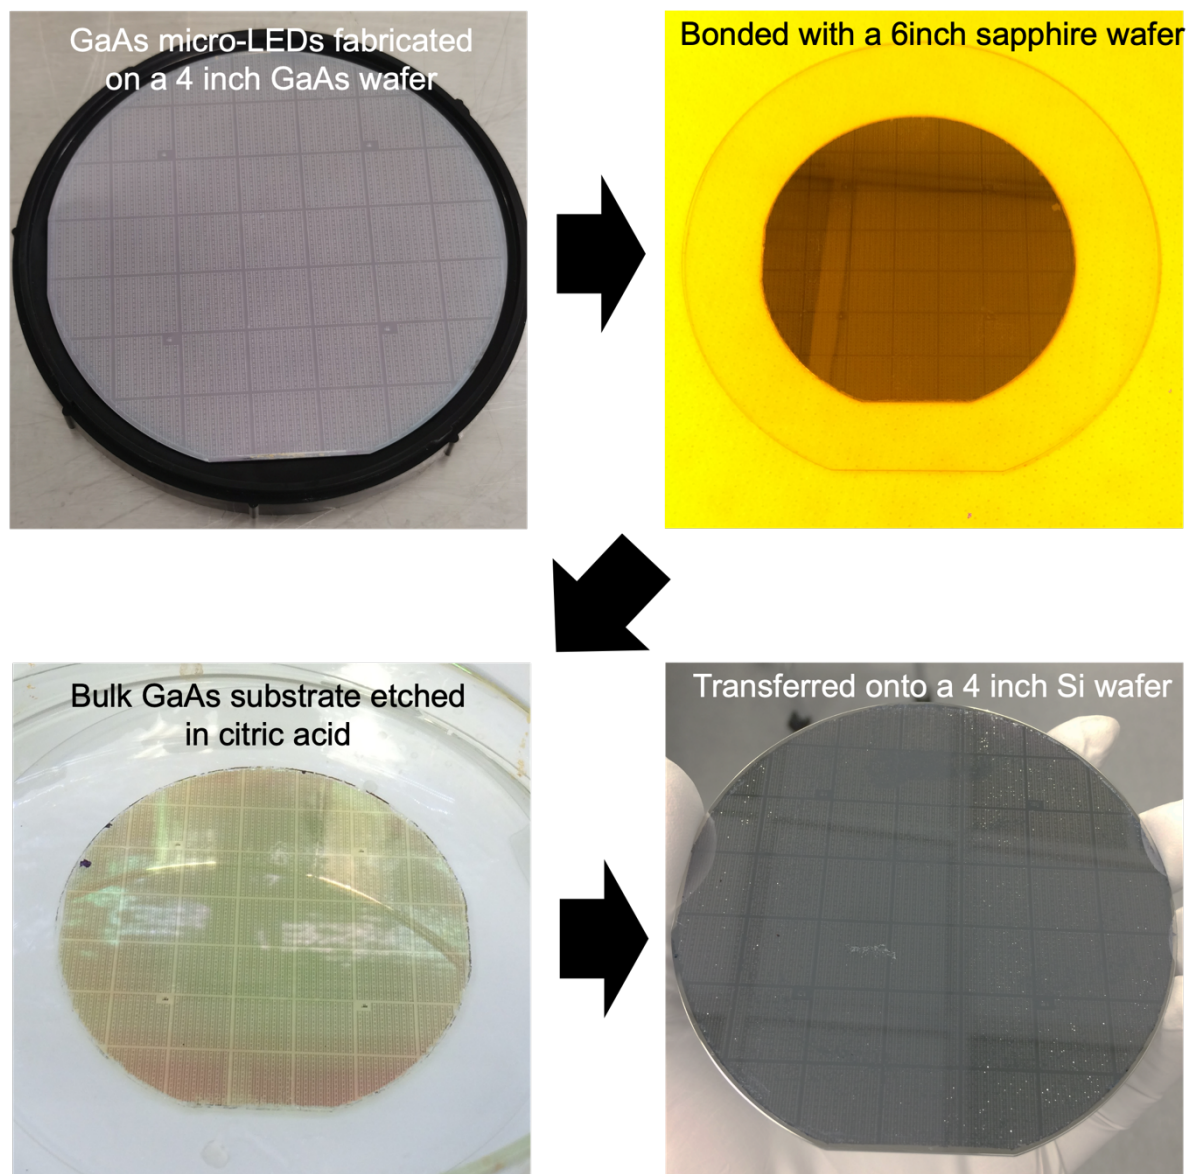 GaAs micro-LEDs fabricated
on a 4 inch GaAs wafer
Bonded with a 6inch sapphire wafer
Bulk GaAs substrate etched
in citric acid
Transferred onto a 4 inch Si wafer